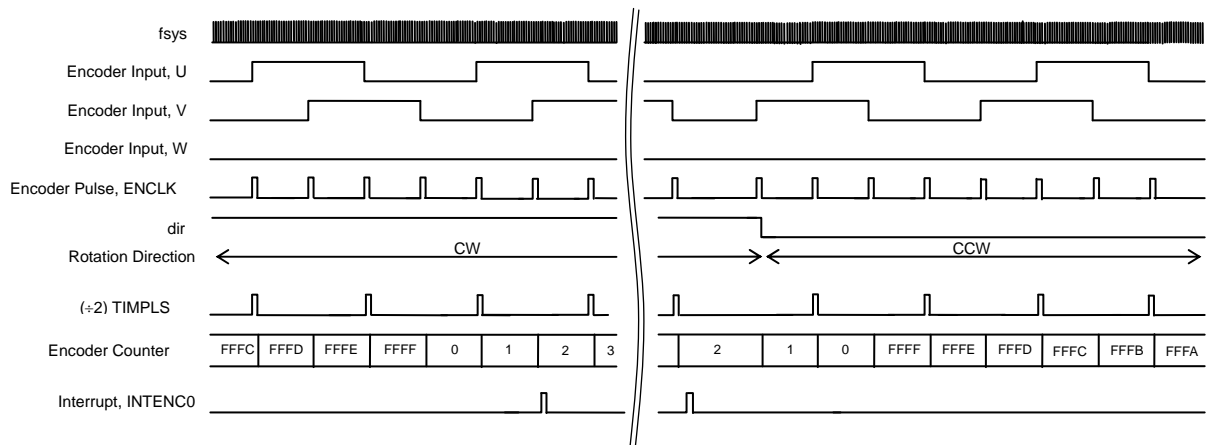 fsys
Encoder Input, U
Encoder Input, V
Encoder Input, W
Encoder Pulse, ENCLK
dir
Rotation Direction CW CCW
(÷2) TIMPLS
Encoder Counter FFFC FFFD FFFE FFFF 0 1 2 3 2 1 0 FFFF FFFE FFFD FFFC FFFB FFFA
Interrupt, INTENC0